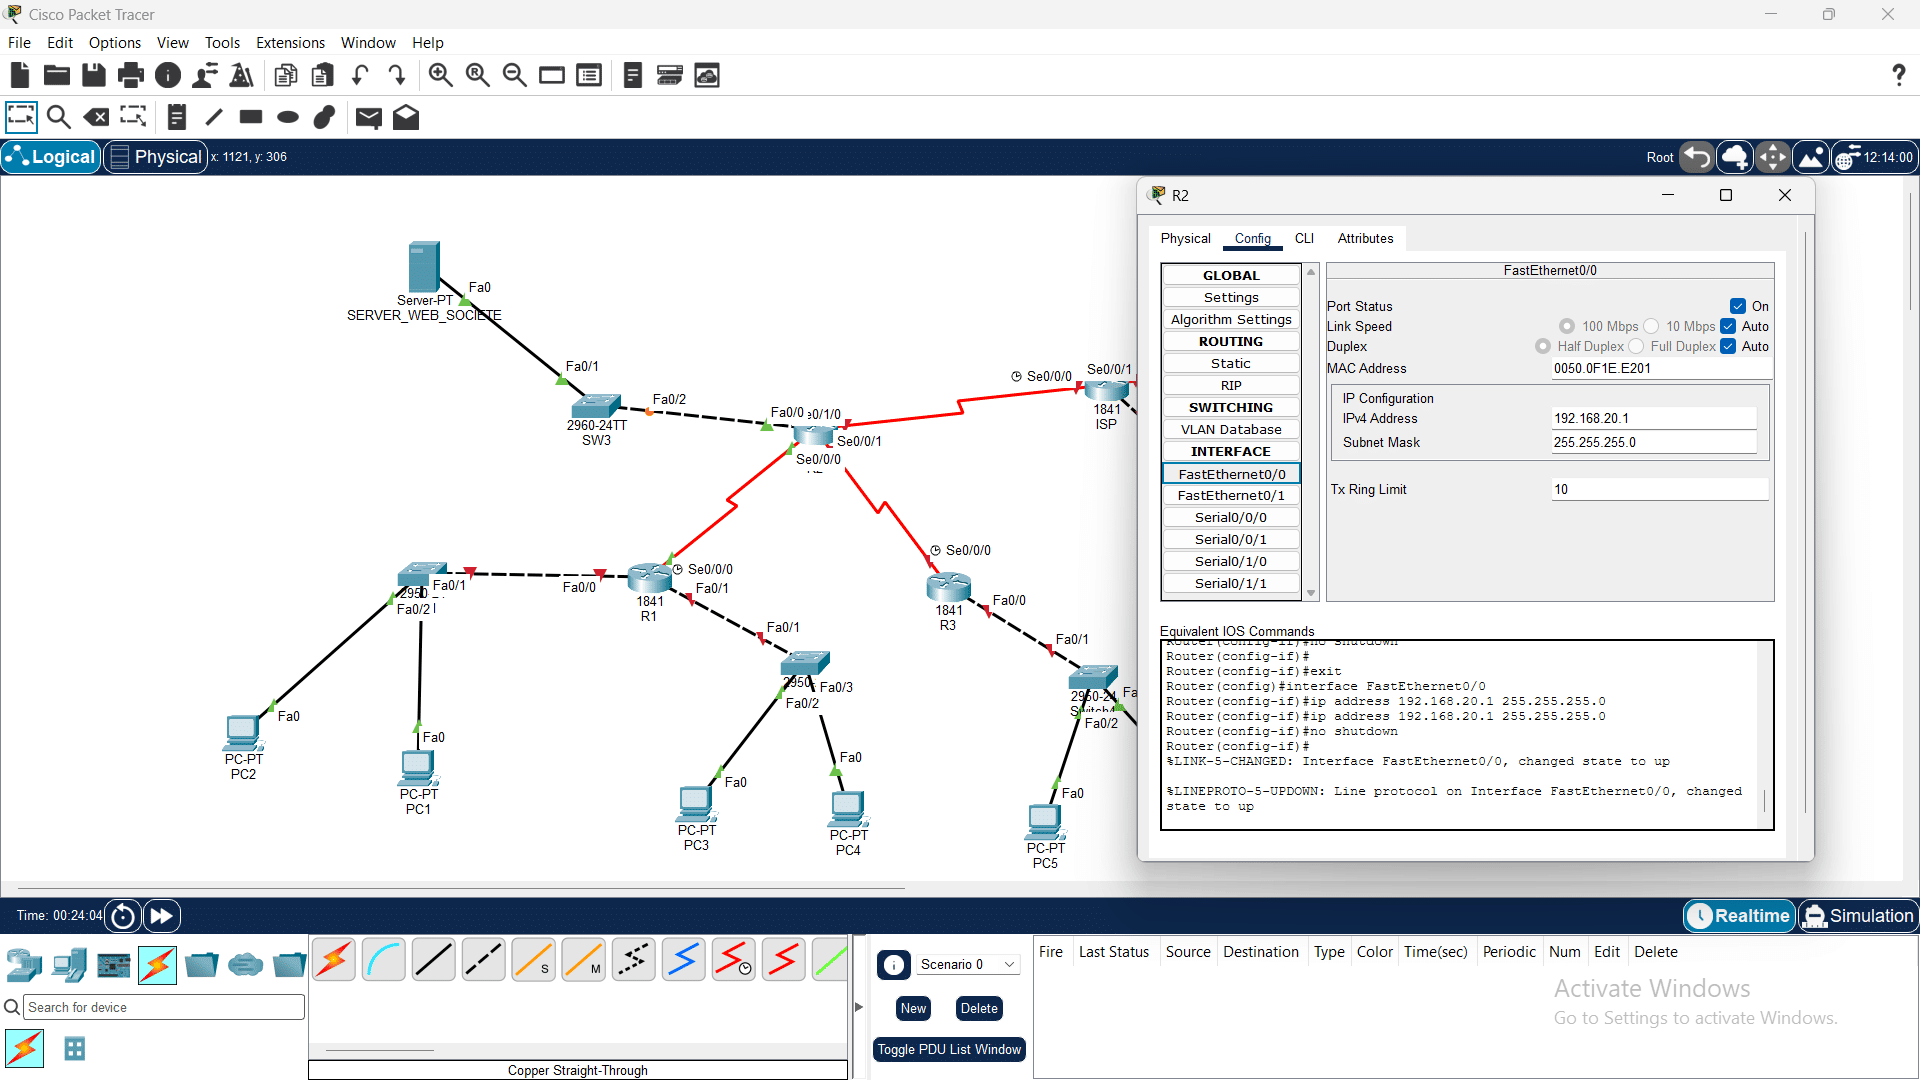 Cisco Packet Tracer
File Edit Options View Tools Extensions Window Help
Logical Physical x: 1121, y: 306
Root 12:14:00
R2
Physical Config CLI Attributes
GLOBAL
Settings
Algorithm Settings
ROUTING
Static
RIP
SWITCHING
VLAN Database
INTERFACE
FastEthernet0/0
FastEthernet0/1
Serial0/0/0
Serial0/0/1
Serial0/1/0
Serial0/1/1
FastEthernet0/0
Port Status On
Link Speed 100 Mbps 10 Mbps Auto
Duplex Half Duplex Full Duplex Auto
MAC Address 0050.0F1E.E201
IP Configuration
IPv4 Address 192.168.20.1
Subnet Mask 255.255.255.0
Tx Ring Limit 10
Equivalent IOS Commands
Router(config-if)#no shutdown
Router(config-if)#
Router(config-if)#exit
Router(config)#interface FastEthernet0/0
Router(config-if)#ip address 192.168.20.1 255.255.255.0
Router(config-if)#ip address 192.168.20.1 255.255.255.0
Router(config-if)#no shutdown
Router(config-if)#
%LINK-5-CHANGED: Interface FastEthernet0/0, changed state to up
%LINEPROTO-5-UPDOWN: Line protocol on Interface FastEthernet0/0, changed
state to up
Fa0
Server-PT
SERVER_WEB_SOCIETE
Fa0/1
Fa0/2
2960-24TT
SW3
Fa0/0
Se0/0/1
Se0/0/0
Se0/0/0
Se0/0/1
1841
ISP
Fa0/1
Fa0/2
Fa0/0
Se0/0/0
Fa0/1
1841
R1
Se0/0/0
Fa0/0
1841
R3
Fa0/1
Fa0/3
Fa0/2
Fa0/1
Fa0/2
Fa0
PC-PT
PC2
Fa0
PC-PT
PC1
Fa0
PC-PT
PC3
Fa0
PC-PT
PC4
Fa0
PC-PT
PC5
Time: 00:24:04
Realtime Simulation
S M
Search for device
Copper Straight-Through
Scenario 0
New Delete
Toggle PDU List Window
Fire Last Status Source Destination Type Color Time(sec) Periodic Num Edit Delete
Activate Windows
Go to Settings to activate Windows.